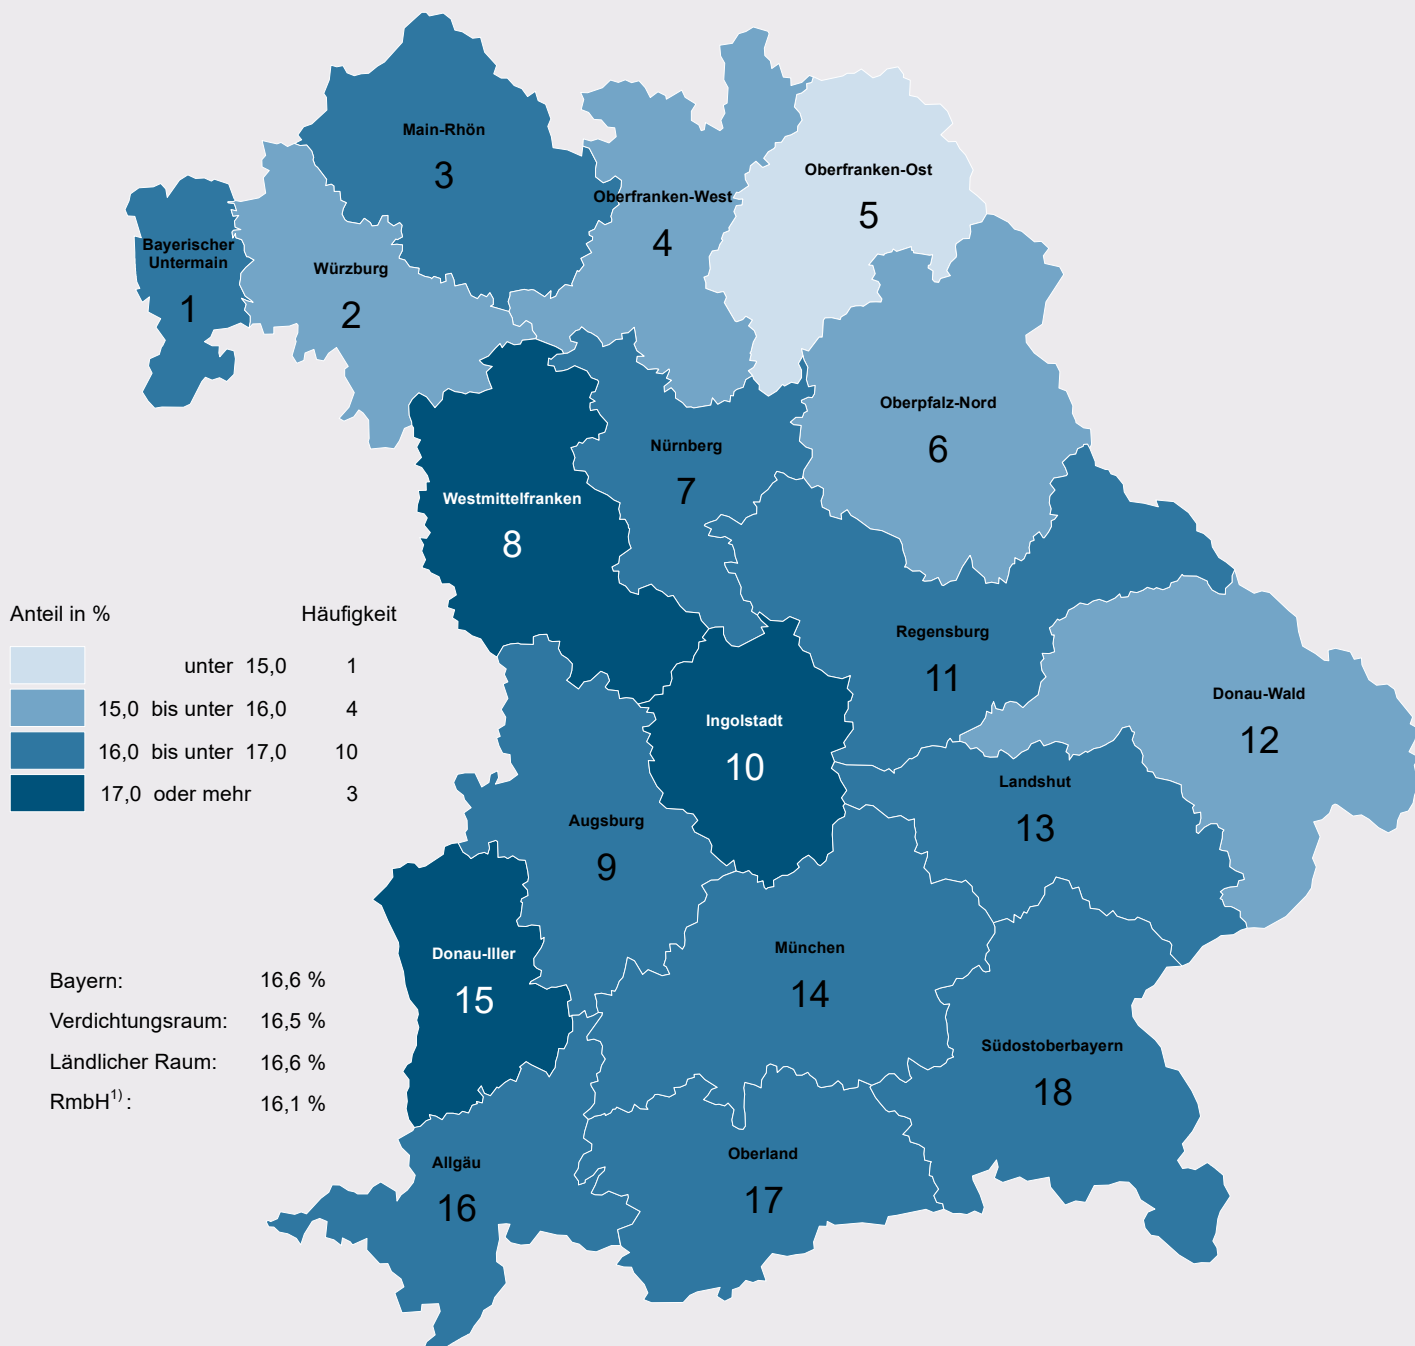 Main-Rhön
3
Oberfranken-Ost
5
Oberfranken-West
4
Bayerischer
Untermain
1
Würzburg
2
Oberpfalz-Nord
6
Nürnberg
7
Westmittelfranken
8
Anteil in % Häufigkeit
unter 15,0 1
15,0 bis unter 16,0 4
16,0 bis unter 17,0 10
17,0 oder mehr 3
Regensburg
11
Donau-Wald
12
Ingolstadt
10
Landshut
13
Augsburg
9
Donau-Iller
15
München
14
Bayern: 16,6 %
Verdichtungsraum: 16,5 %
Ländlicher Raum: 16,6 %
RmbH1) : 16,1 %
Südostoberbayern
18
Oberland
17
Allgäu
16